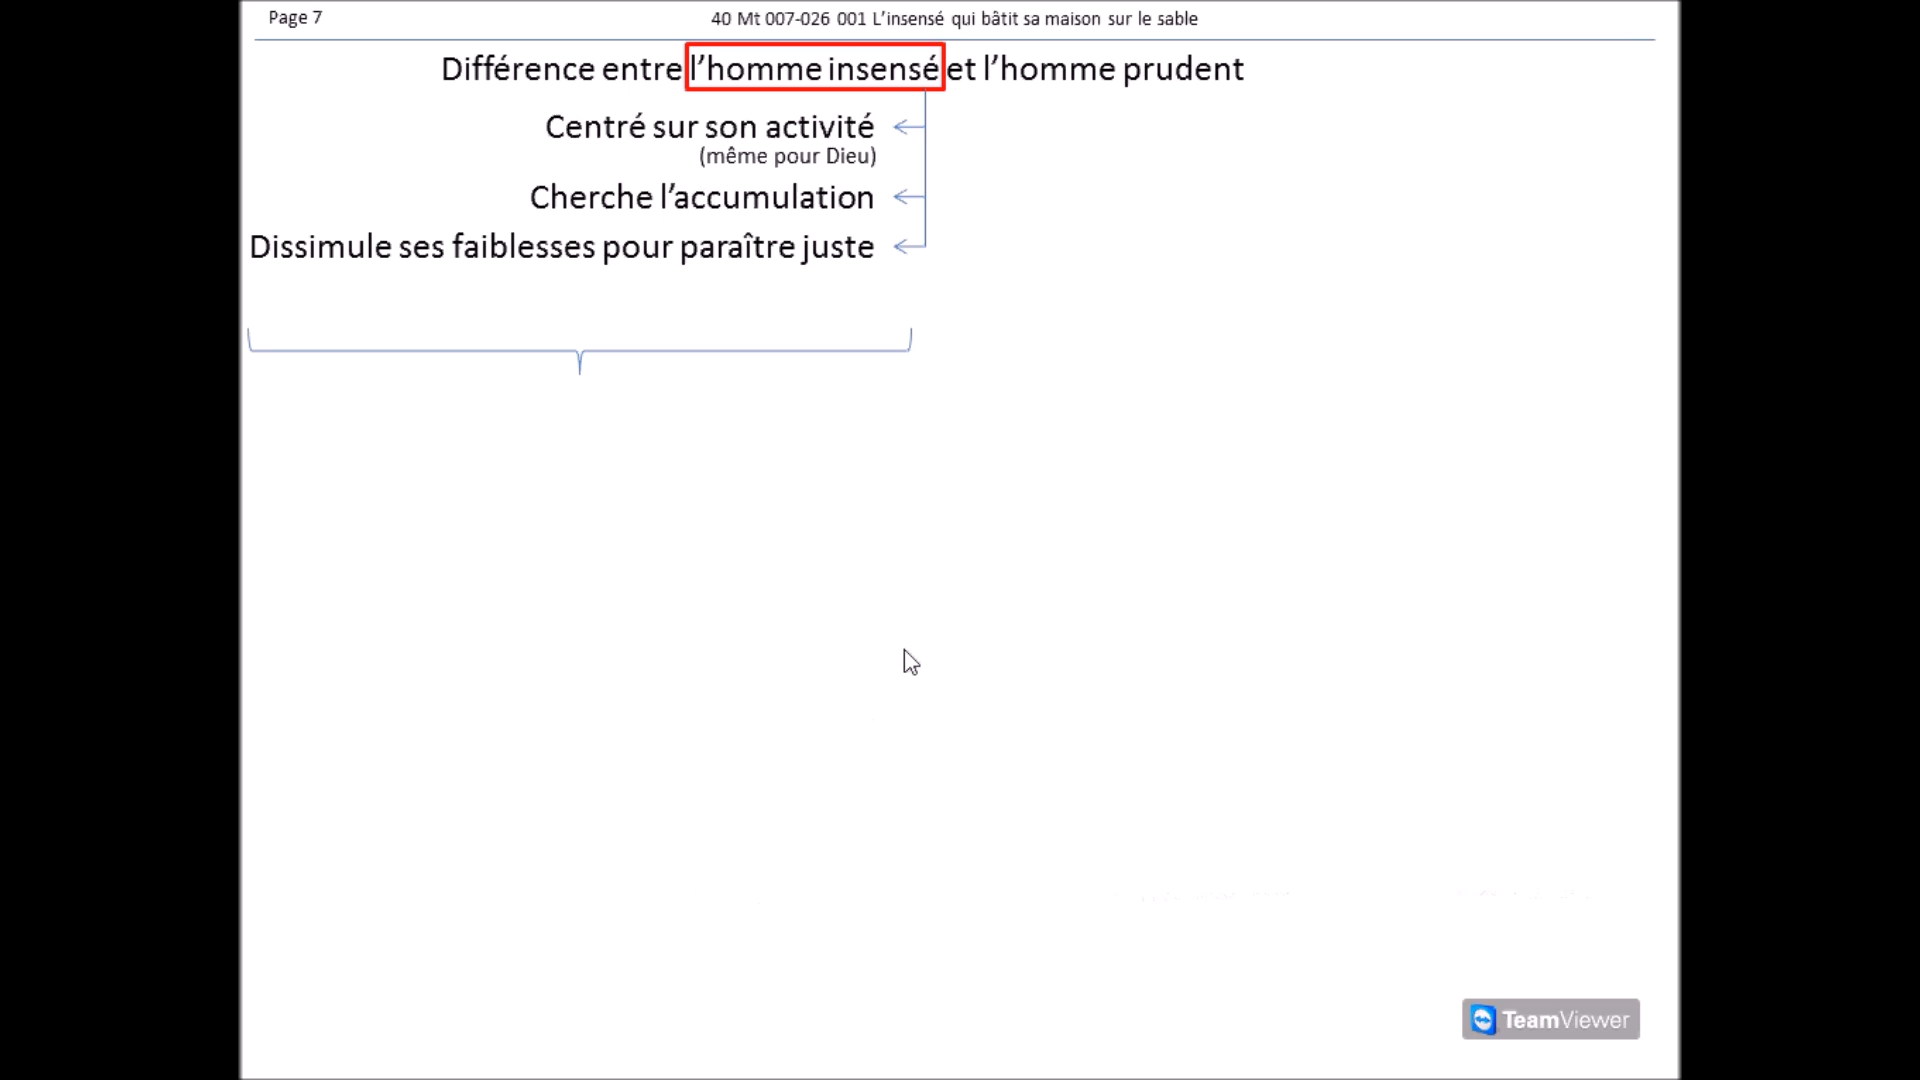 Page 7
40 Mt 007-026 001 L’insensé qui bâtit sa maison sur le sable
Différence entre l’homme insensé et l’homme prudent
Centré sur son activité
(même pour Dieu)
Cherche l’accumulation
Dissimule ses faiblesses pour paraître juste
TeamViewer